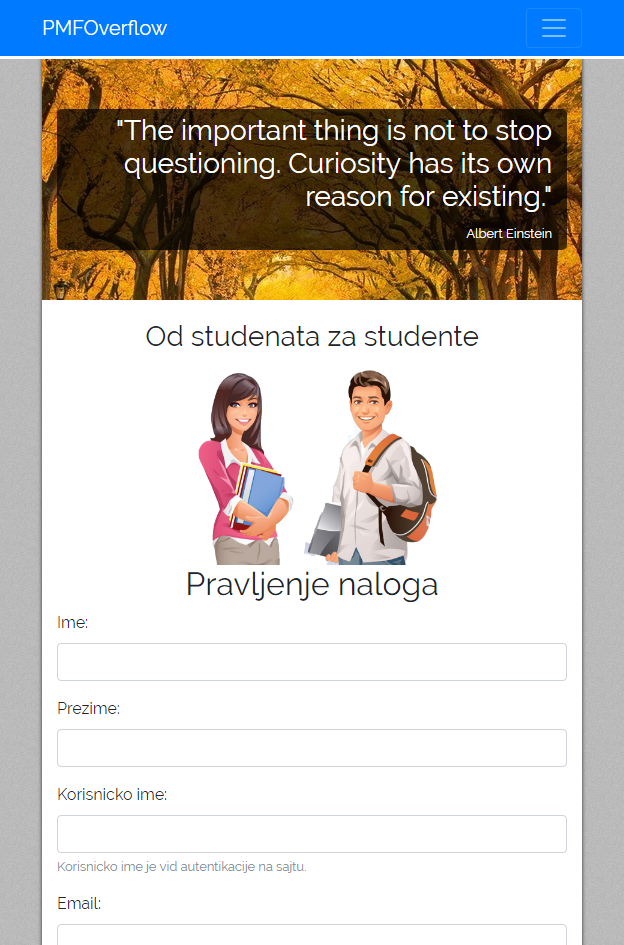 PMFOverflow
"The important thing is not to stop
questioning. Curiosity has its own
reason for existing."
Albert Einstein
Od studenata za studente
Pravljenje naloga
Ime:
Prezime:
Korisnicko ime:
Korisnicko ime je vid autentikacije na sajtu.
Email: